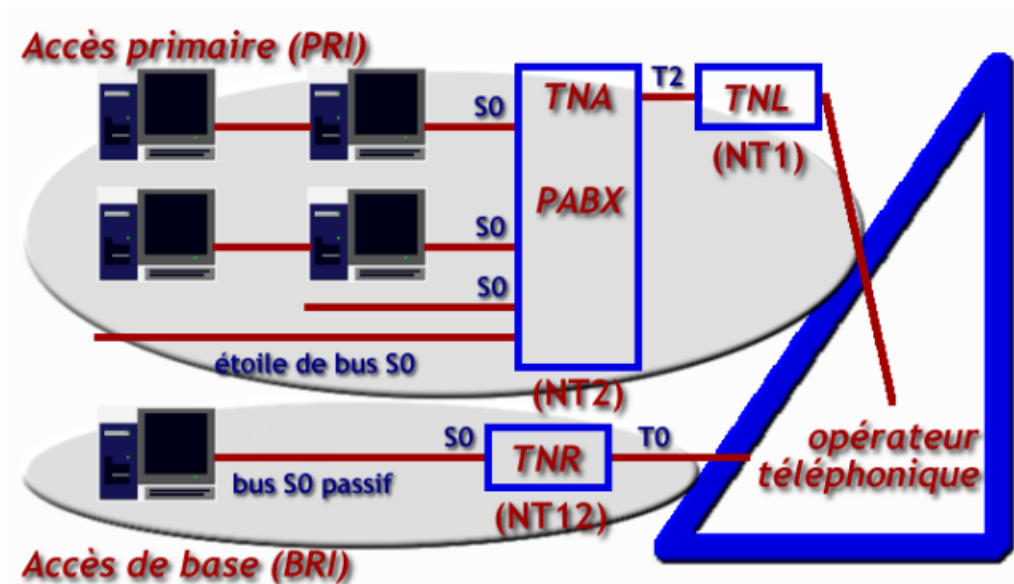 Accès primaire (PRI)
S0
TNA
T2
TNL
(NT1)
S0
PABX
S0
étoile de bus S0
(NT2)
S0
TNR
T0
bus S0 passif
(NT12)
opérateur
téléphonique
Accès de base (BRI)